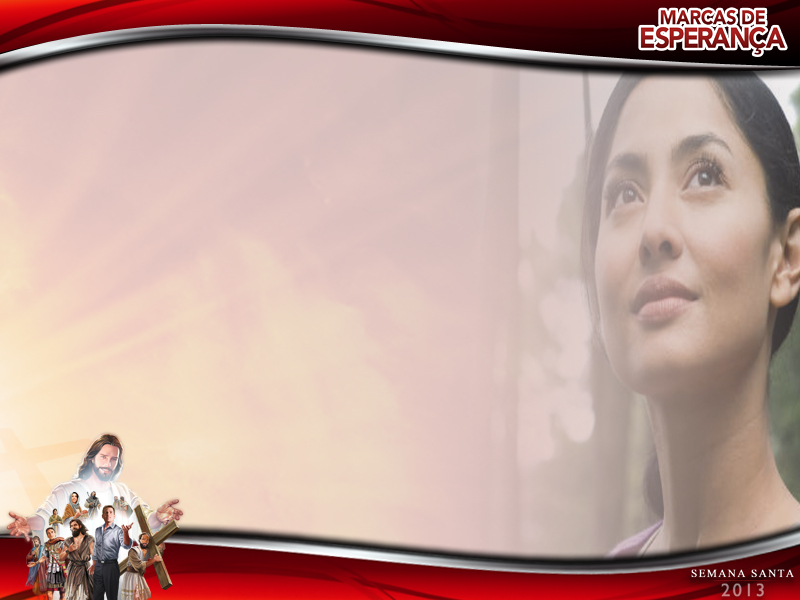 MARCAS DE
ESPERANÇA
SEMANA SANTA
2013